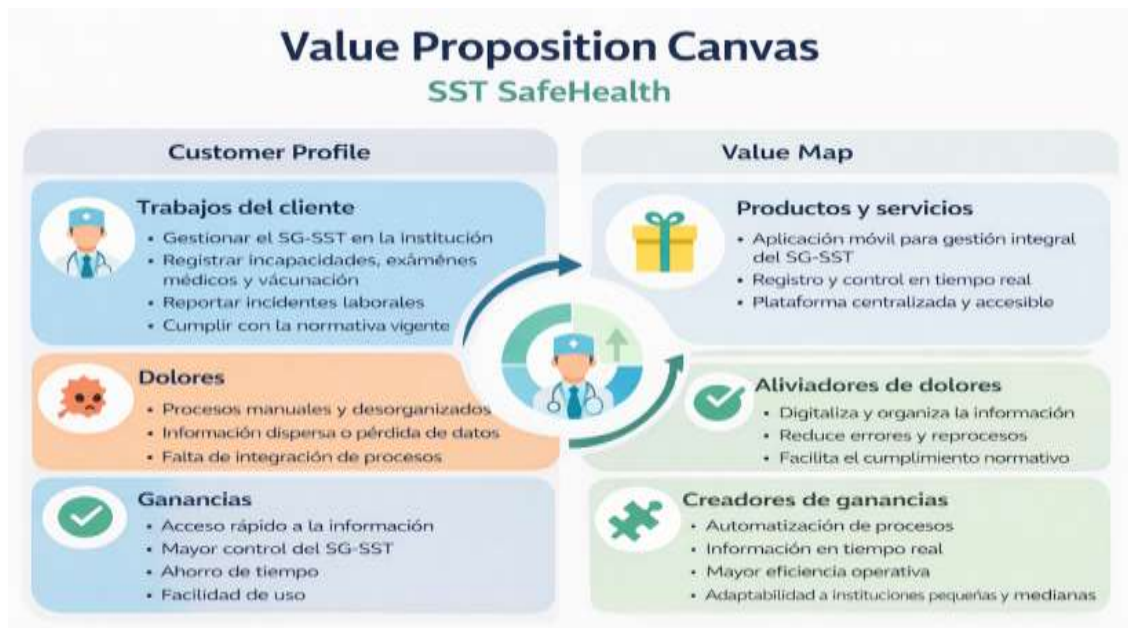 Value Proposition Canvas
SST SafeHealth
Customer Profile
Trabajos del cliente
• Gestionar el SG-SST en la institución
• Registrar incapacidades, exáménes
médicos y vácunación
• Reportar incidentes laborales
• Cumplir con la normativa vigente
Dolores
• Procesos manuales y desorganizados
• Información dispersa o pérdida de datos
• Falta de integración de procesos
Ganancias
• Acceso rápido a la información
• Mayor control del SG-SST
• Ahorro de tiempo
• Facilidad de uso
Value Map
Productos y servicios
• Aplicación móvil para gestión integral
del SG-SST
• Registro y control en tiempo real
• Plataforma centralizada y accesible
Aliviadores de dolores
• Digitaliza y organiza la información
• Reduce errores y reprocesos
• Facilita el cumplimiento normativo
Creadores de ganancias
• Automatización de procesos
• Información en tiempo real
• Mayor eficiencia operativa
• Adaptabilidad a instituciones pequeñas y medianas